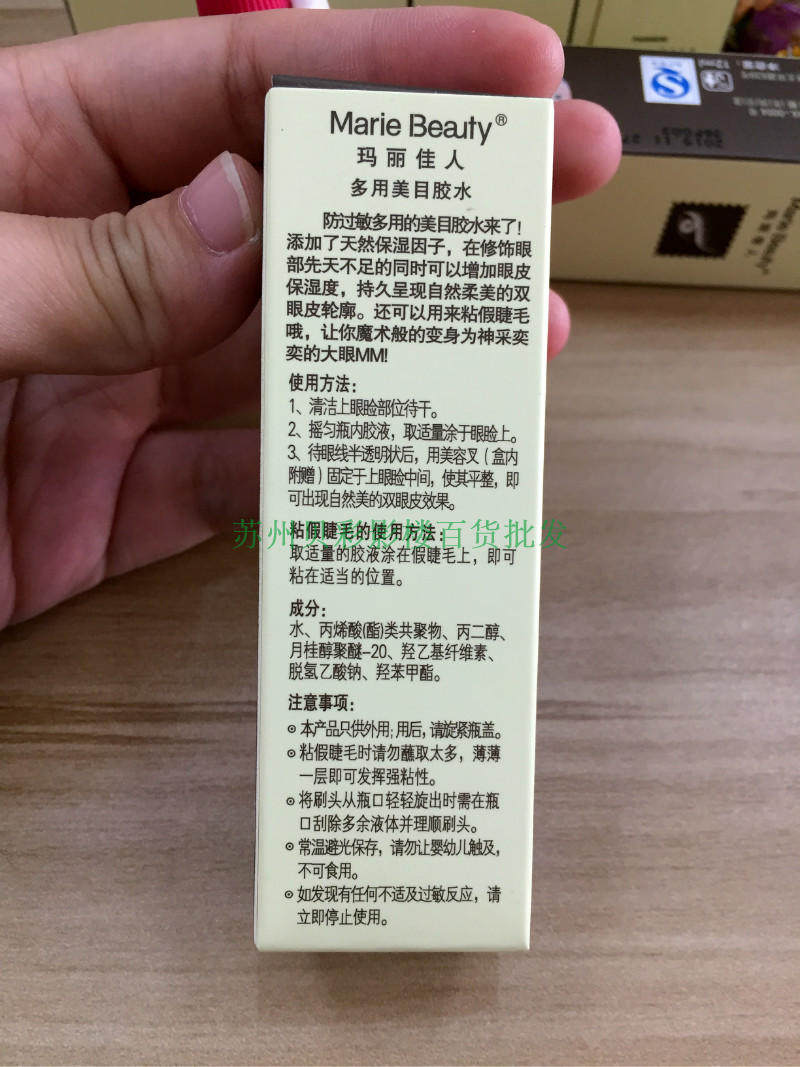 Marie Beauty®
玛丽佳人
多用美目胶水
防过敏多用的美目胶水来了!
添加了天然保湿因子，在修饰眼
部先天不足的同时可以增加眼皮
保湿度，持久呈现自然柔美的双
眼皮轮廓。还可以用来粘假睫毛
哦，让你魔术般的变身为神采奕
奕的大眼MM!
使用方法：
1、清洁上眼睑部位待干。
2、摇匀瓶内胶液，取适量涂于眼睑上。
3、待眼线半透明状后，用美容叉（盒内
附赠）固定于上眼睑中间，使其平整，即
可出现自然美的双眼皮效果。
粘假睫毛的使用方法：
苏州贝彩影楼百货批发
取适量的胶液涂在假睫毛上，即可
粘在适当的位置。
成分：
水、丙烯酸(酯)类共聚物、丙二醇、
月桂醇聚醚-20、羟乙基纤维素、
脱氢乙酸钠、羟苯甲酯。
注意事项：
⊙本产品只供外用；用后，请旋紧瓶盖。
⊙粘假睫毛时请勿蘸取太多，薄薄
一层即可发挥强粘性。
⊙将刷头从瓶口轻轻旋出时需在瓶
口刮除多余液体并理顺刷头。
⊙常温避光保存，请勿让婴幼儿触及，
不可食用。
⊙如发现有任何不适及过敏反应，请
立即停止使用。
净含量：12ml
Marie Beauty®
玛丽佳人